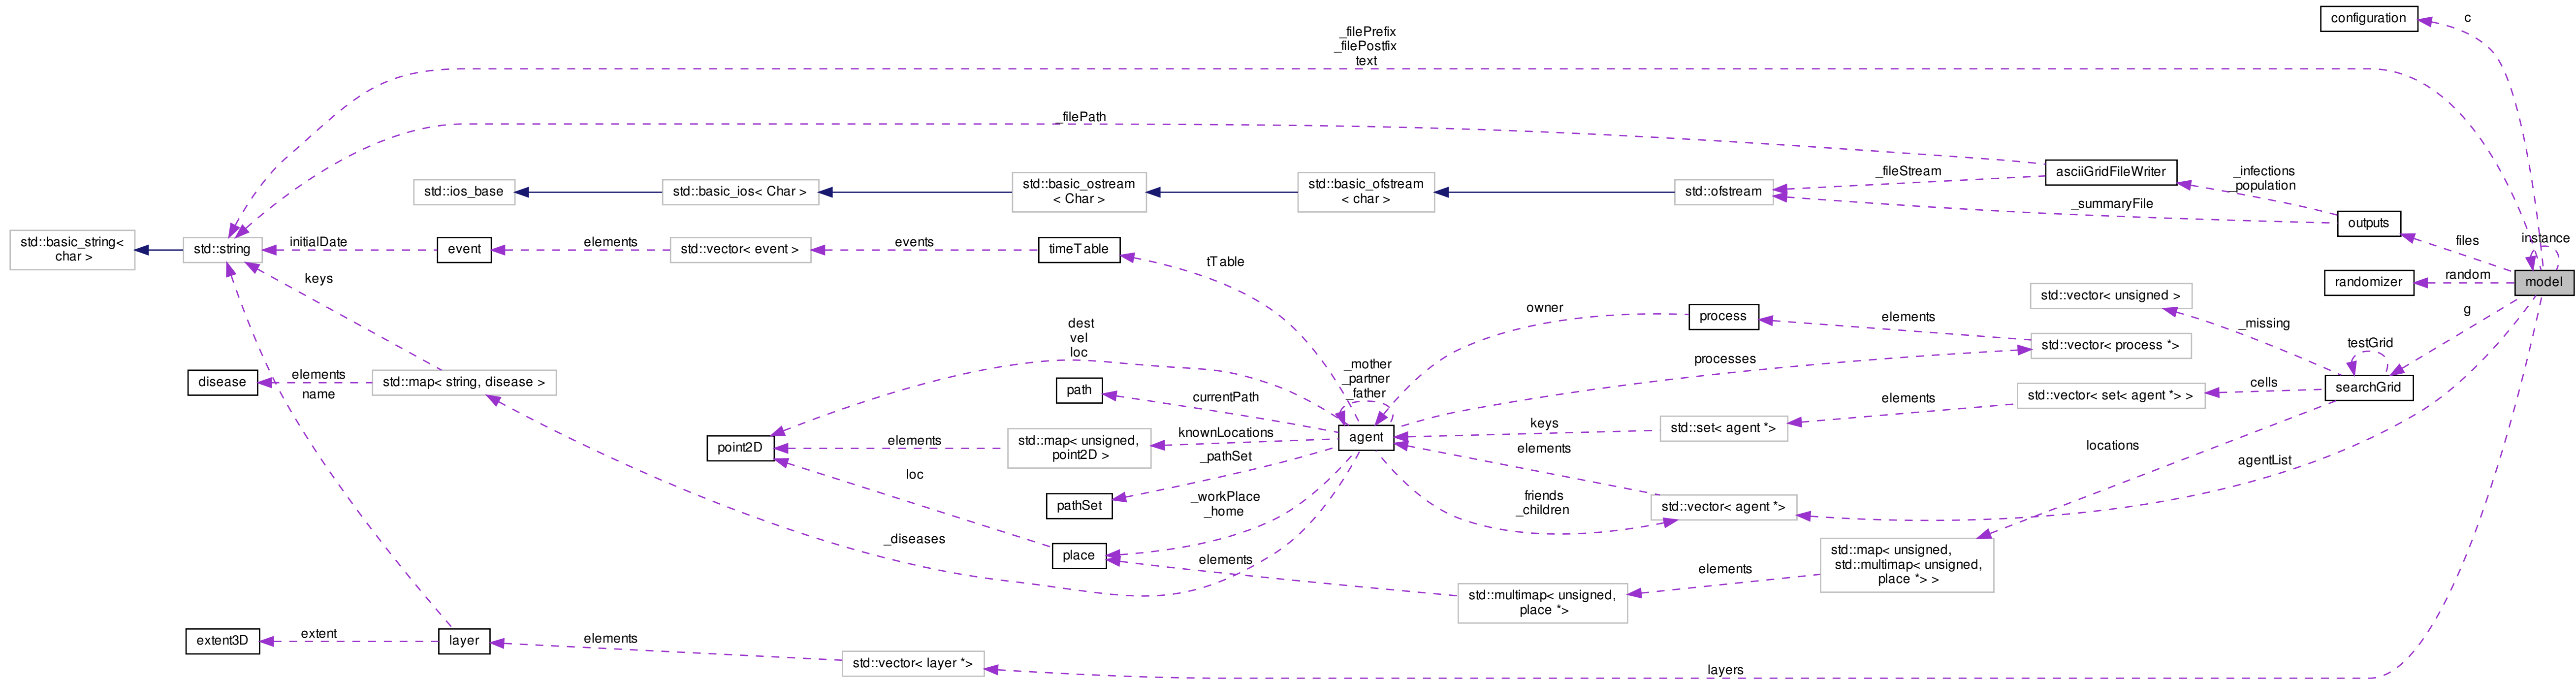 configuration
c
_filePrefix
_filePostfix
text
_filePath
std::ios_base
std::basic_ios< Char >
std::basic_ostream
< Char >
std::basic_ofstream
< char >
std::ofstream
_fileStream
asciiGridFileWriter
_infections
_population
_summaryFile
outputs
files
instance
std::basic_string<
char >
std::string
initialDate
event
elements
std::vector< event >
events
timeTable
tTable
randomizer
random
model
keys
std::vector< unsigned >
_missing
g
owner
process
elements
std::vector< process *>
processes
testGrid
searchGrid
dest
vel
loc
_mother
_partner
_father
disease
elements
std::map< string, disease >
name
path
currentPath
cells
std::vector< set< agent *> >
elements
std::set< agent *>
keys
agent
point2D
elements
std::map< unsigned,
point2D >
knownLocations
_pathSet
elements
locations
agentList
loc
pathSet
_workPlace
_home
friends
_children
std::vector< agent *>
_diseases
place
elements
std::map< unsigned,
std::multimap< unsigned,
place *> >
elements
std::multimap< unsigned,
place *>
extent3D
extent
layer
elements
std::vector< layer *>
layers